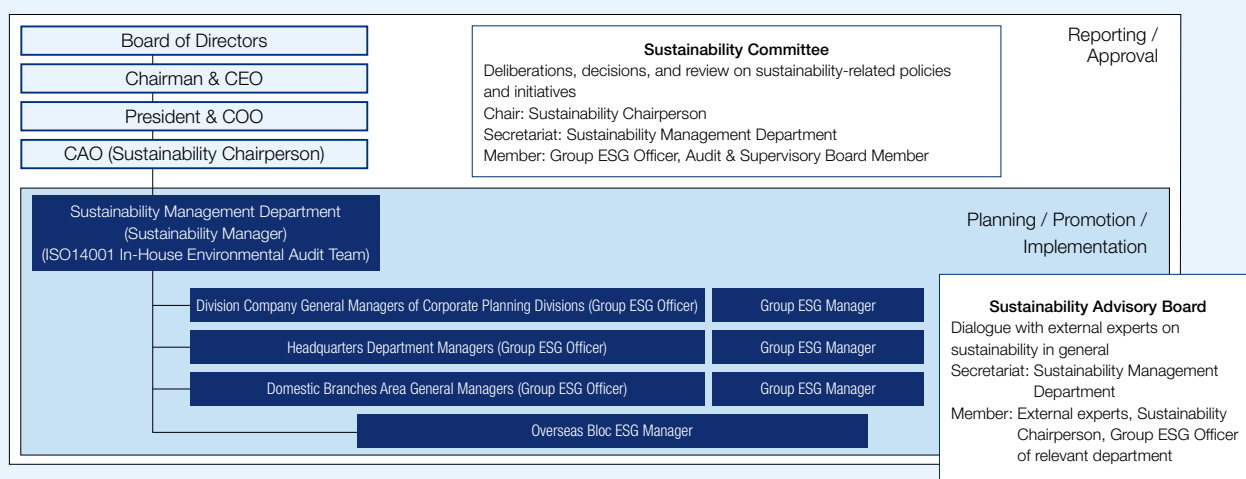 Board of Directors
Chairman & CEO
President & COO
CAO (Sustainability Chairperson)
Sustainability Committee
Deliberations, decisions, and review on sustainability-related policies
and initiatives
Chair: Sustainability Chairperson
Secretariat: Sustainability Management Department
Member: Group ESG Officer, Audit & Supervisory Board Member
Reporting /
Approval
Sustainability Management Department
(Sustainability Manager)
(ISO14001 In-House Environmental Audit Team)
Planning / Promotion /
Implementation
Division Company General Managers of Corporate Planning Divisions (Group ESG Officer)
Group ESG Manager
Headquarters Department Managers (Group ESG Officer)
Group ESG Manager
Domestic Branches Area General Managers (Group ESG Officer)
Group ESG Manager
Overseas Bloc ESG Manager
Sustainability Advisory Board
Dialogue with external experts on
sustainability in general
Secretariat: Sustainability Management
Department
Member: External experts, Sustainability
Chairperson, Group ESG Officer
of relevant department